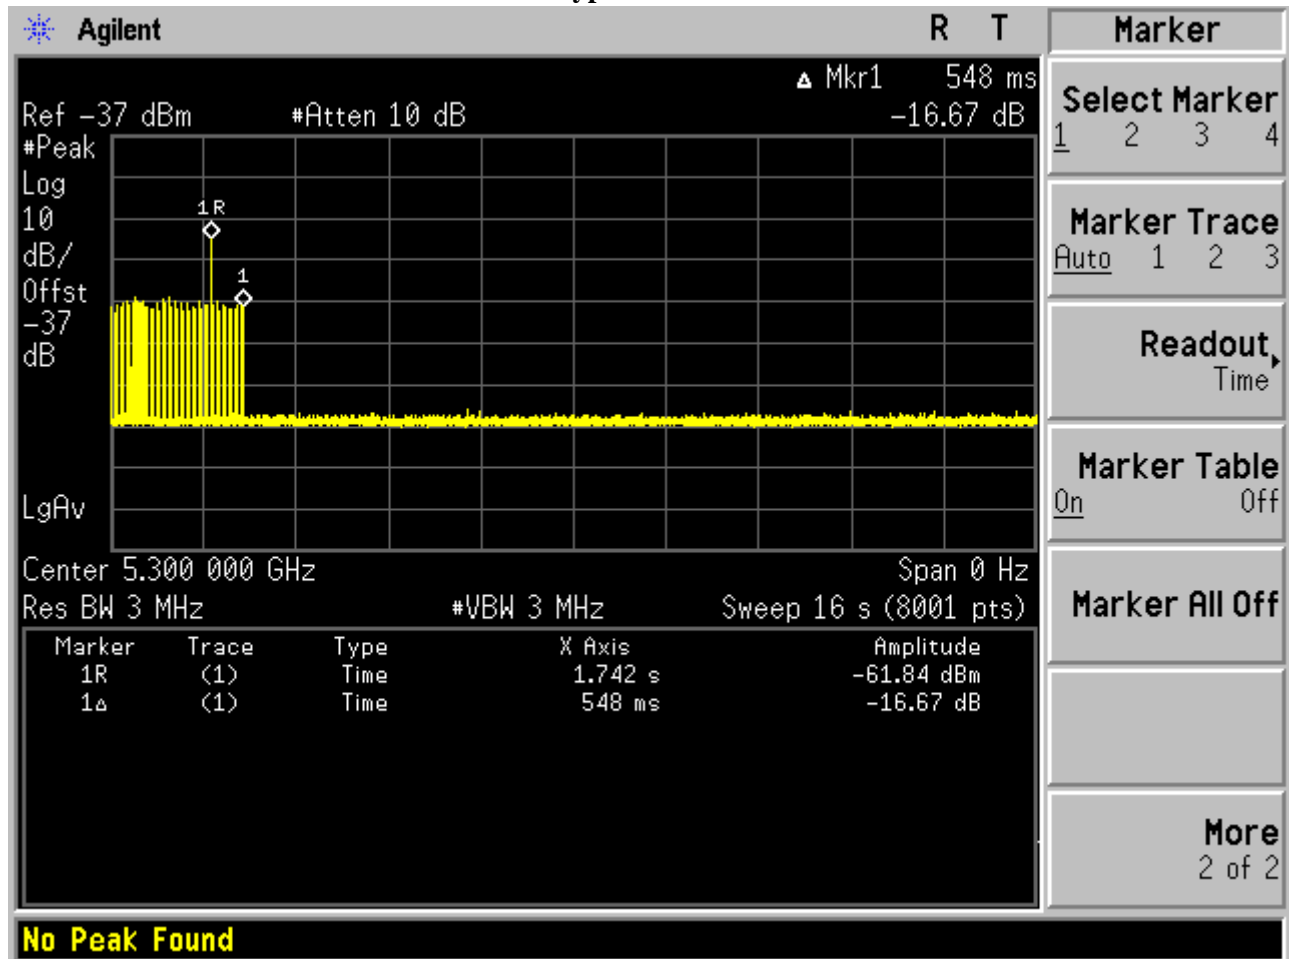 Agilent
R T
Δ Mkr1 548 ms
Ref -37 dBm #Atten 10 dB -16.67 dB
#Peak
Log
10
dB/
Offst
-37
dB
1R
1
LgAv
Center 5.300 000 GHz Span 0 Hz
Res BW 3 MHz #VBW 3 MHz Sweep 16 s (8001 pts)
Marker Trace Type X Axis Amplitude
1R (1) Time 1.742 s -61.84 dBm
1Δ (1) Time 548 ms -16.67 dB
No Peak Found
Marker
Select Marker
1 2 3 4
Marker Trace
Auto 1 2 3
Readout
Time
Marker Table
On Off
Marker All Off
More
2 of 2